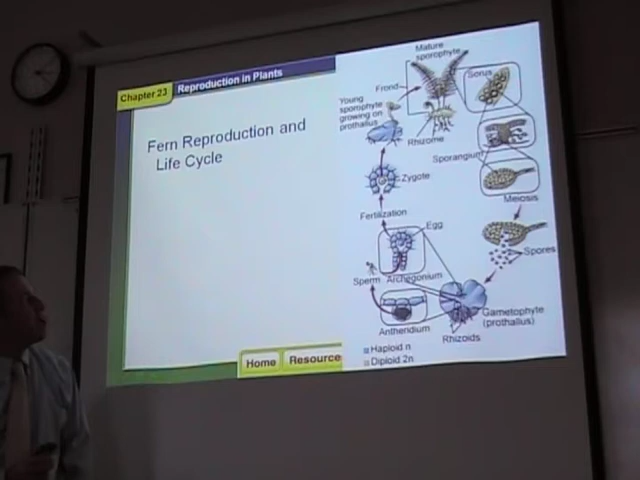 Chapter 23
Reproduction in Plants
Fern Reproduction and
Life Cycle
Mature
sporophyte
Sorus
Frond
Young
sporophyte
growing on
prothallus
Rhizome
Sporangium
Zygote
Meiosis
Fertilization
Egg
Spores
Sperm
Archegonium
Gametophyte
(prothallus)
Antheridium
Rhizoids
Haploid n
Diploid 2n
Home
Resource